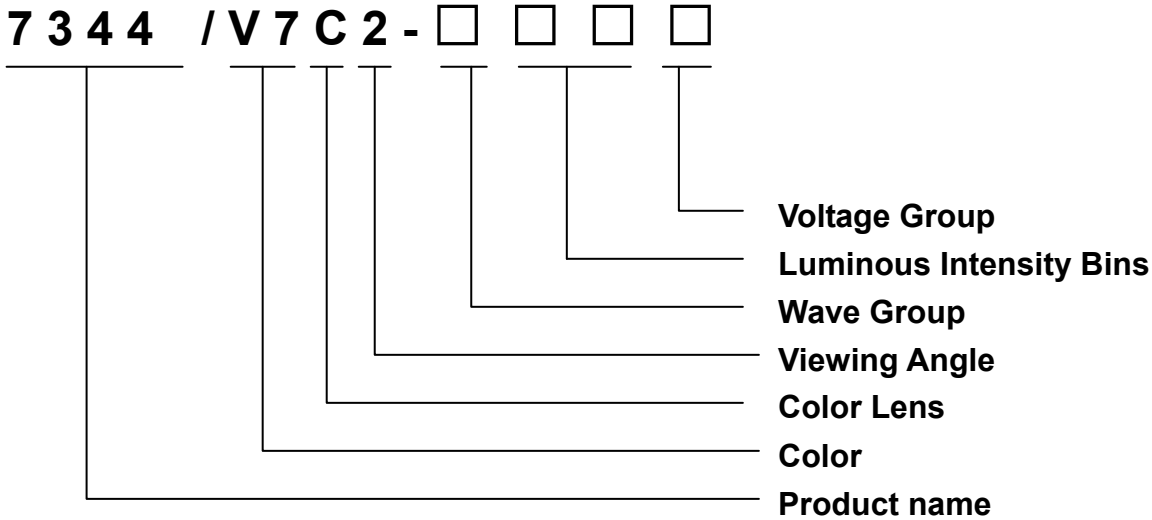 7 3 4 4 / V 7 C 2 - □ □ □ □
Voltage Group
Luminous Intensity Bins
Wave Group
Viewing Angle
Color Lens
Color
Product name